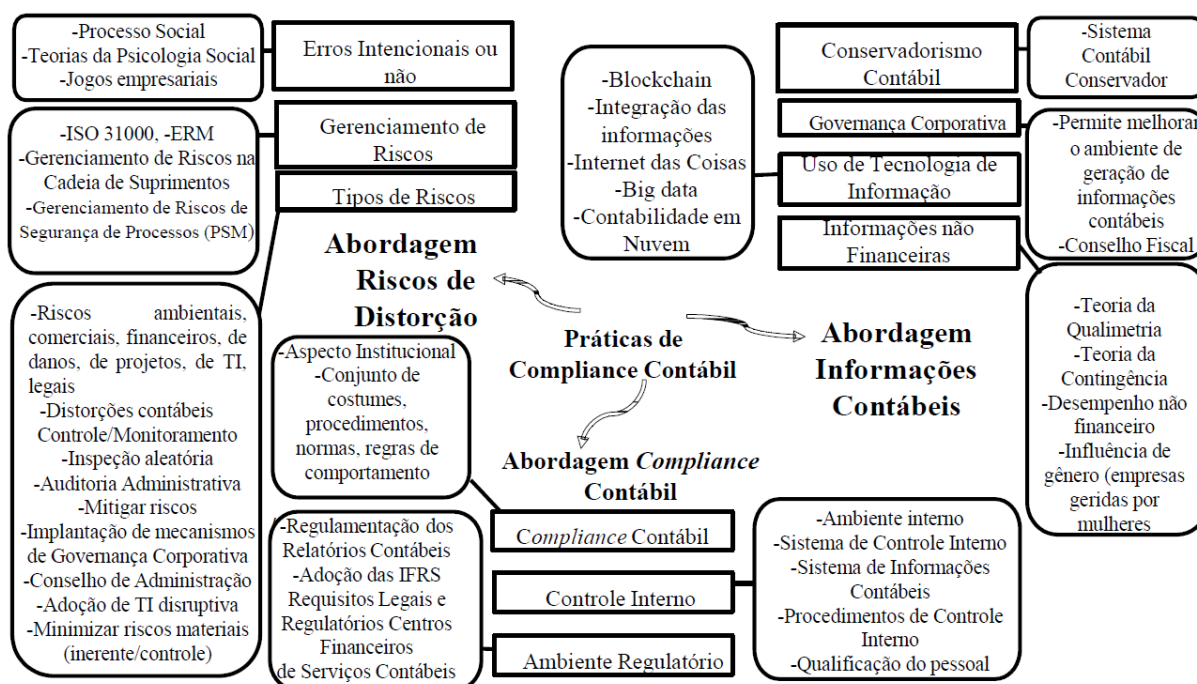 -Processo Social
-Teorias da Psicologia Social
-Jogos empresariais
Erros Intencionais ou
não
-ISO 31000, -ERM
-Gerenciamento de Riscos na
Cadeia de Suprimentos
-Gerenciamento de Riscos de
Segurança de Processos (PSM)
Gerenciamento de
Riscos
Tipos de Riscos
-Riscos ambientais,
comerciais, financeiros, de
danos, de projetos, de TI,
legais
-Distorções contábeis
Controle/Monitoramento
-Inspeção aleatória
-Auditoria Administrativa
-Mitigar riscos
-Implantação de mecanismos
de Governança Corporativa
-Conselho de Administração
-Adoção de TI disruptiva
-Minimizar riscos materiais
(inerente/controle)
Abordagem
Riscos de
Distorção
Práticas de
Compliance Contábil
Abordagem
Informações
Contábeis
Abordagem Compliance
Contábil
-Blockchain
-Integração das
informações
-Internet das Coisas
-Big data
-Contabilidade em
Nuvem
Conservadorismo
Contábil
Governança Corporativa
Uso de Tecnologia de
Informação
Informações não
Financeiras
-Sistema
Contábil
Conservador
-Permite melhorar
o ambiente de
geração de
informações
contábeis
-Conselho Fiscal
-Teoria da
Qualimetria
-Teoria da
Contingência
-Desempenho não
financeiro
-Influência de
gênero (empresas
geridas por
mulheres
-Aspecto Institucional
-Conjunto de
costumes,
procedimentos,
normas, regras de
comportamento
-Regulamentação dos
Relatórios Contábeis
-Adoção das IFRS
Requisitos Legais e
Regulatórios Centros
Financeiros
de Serviços Contábeis
Compliance Contábil
Controle Interno
Ambiente Regulatório
-Ambiente interno
-Sistema de Controle Interno
-Sistema de Informações
Contábeis
-Procedimentos de Controle
Interno
-Qualificação do pessoal